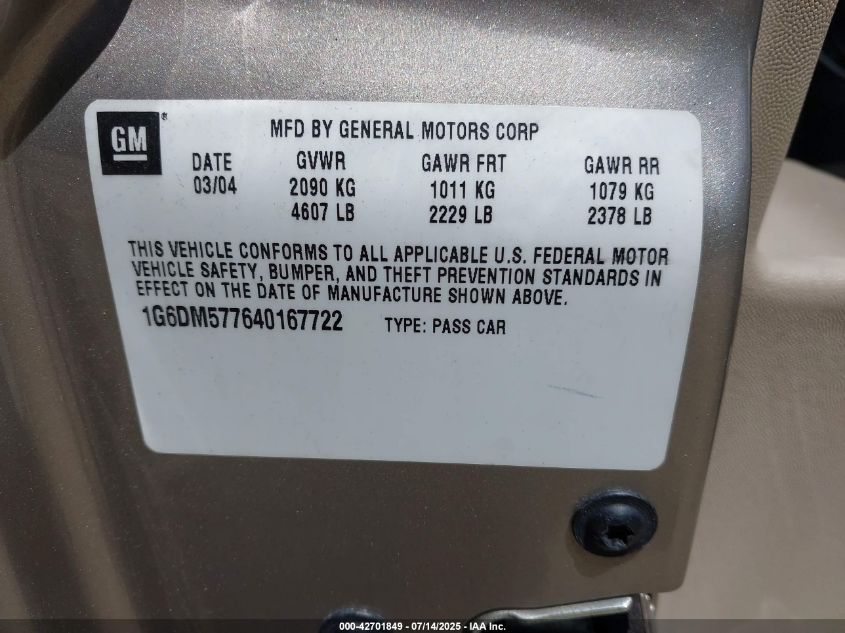 GM®
MFD BY GENERAL MOTORS CORP
DATE GVWR GAWR FRT GAWR RR
03/04 2090 KG 1011 KG 1079 KG
4607 LB 2229 LB 2378 LB
THIS VEHICLE CONFORMS TO ALL APPLICABLE U.S. FEDERAL MOTOR
VEHICLE SAFETY, BUMPER, AND THEFT PREVENTION STANDARDS IN
EFFECT ON THE DATE OF MANUFACTURE SHOWN ABOVE.
1G6DM577640167722 TYPE: PASS CAR
000-42701849 - 07/14/2025 - IAA Inc.